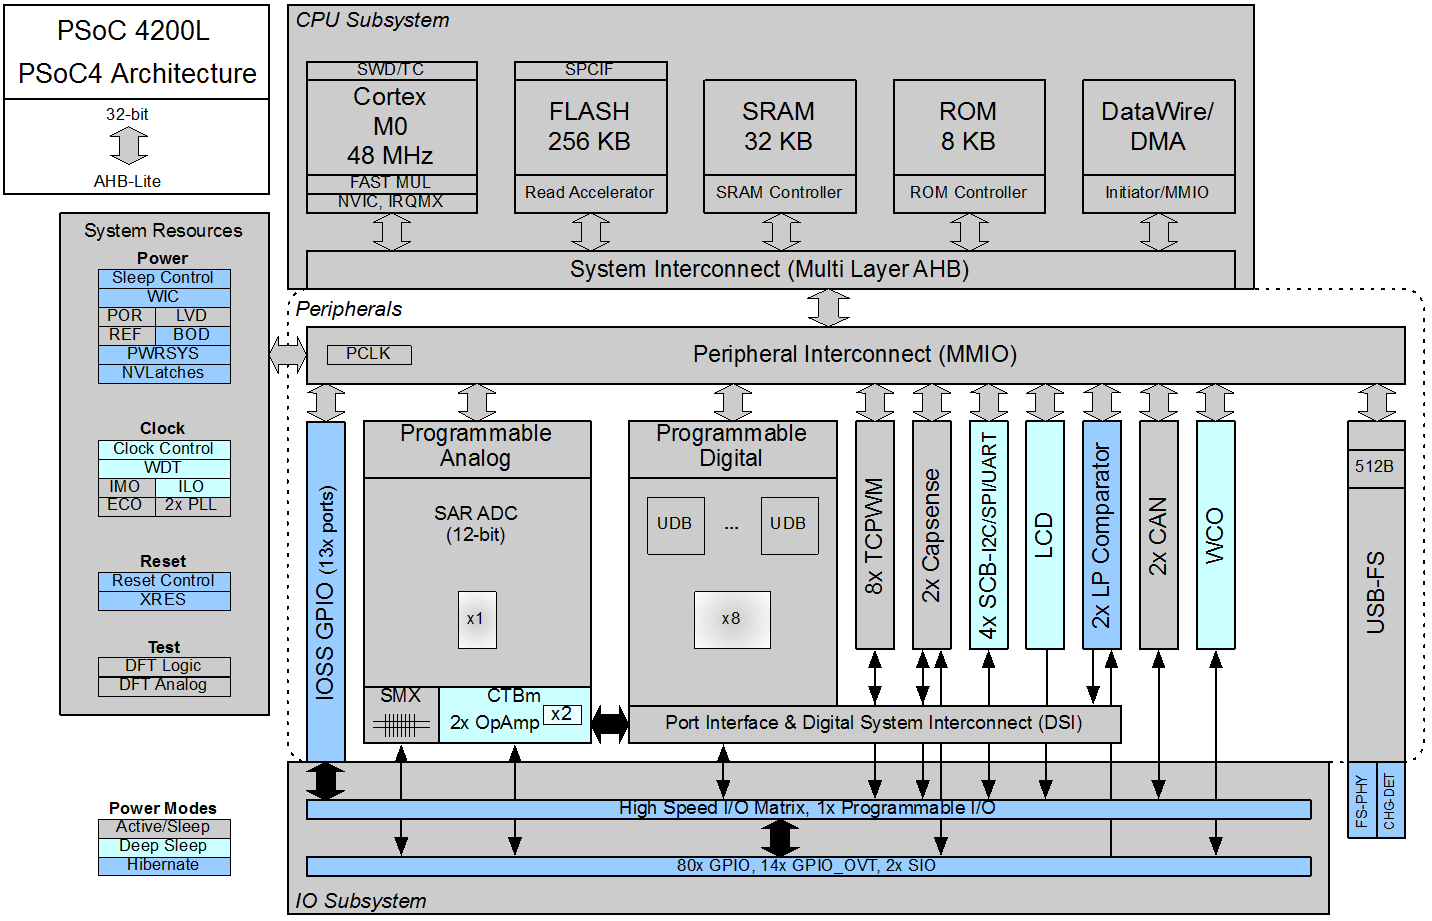 PSoC 4200L
PSoC4 Architecture
32-bit
AHB-Lite
CPU Subsystem
SWD/TC
Cortex
M0
48 MHz
FAST MUL
NVIC, IRQMX
SPCIF
FLASH
256 KB
Read Accelerator
SRAM
32 KB
SRAM Controller
ROM
8 KB
ROM Controller
DataWire/
DMA
Initiator/MMIO
System Interconnect (Multi Layer AHB)
System Resources
Power
Sleep Control
WIC
POR LVD
REF BOD
PWRSYS
NVLatches
Clock
Clock Control
WDT
IMO ILO
ECO 2x PLL
Reset
Reset Control
XRES
Test
DFT Logic
DFT Analog
Power Modes
Active/Sleep
Deep Sleep
Hibernate
Peripherals
PCLK
Peripheral Interconnect (MMIO)
IOSS GPIO (13x ports)
Programmable
Analog
SAR ADC
(12-bit)
x1
SMX
CTBm
2x OpAmp x2
Programmable
Digital
UDB ... UDB
x8
8x TCPWM
2x Capsense
4x SCB-I2C/SPI/UART
LCD
2x LP Comparator
2x CAN
WCO
512B
USB-FS
FS-PHY
CHG-DET
Port Interface & Digital System Interconnect (DSI)
High Speed I/O Matrix, 1x Programmable I/O
80x GPIO, 14x GPIO_OVT, 2x SIO
IO Subsystem